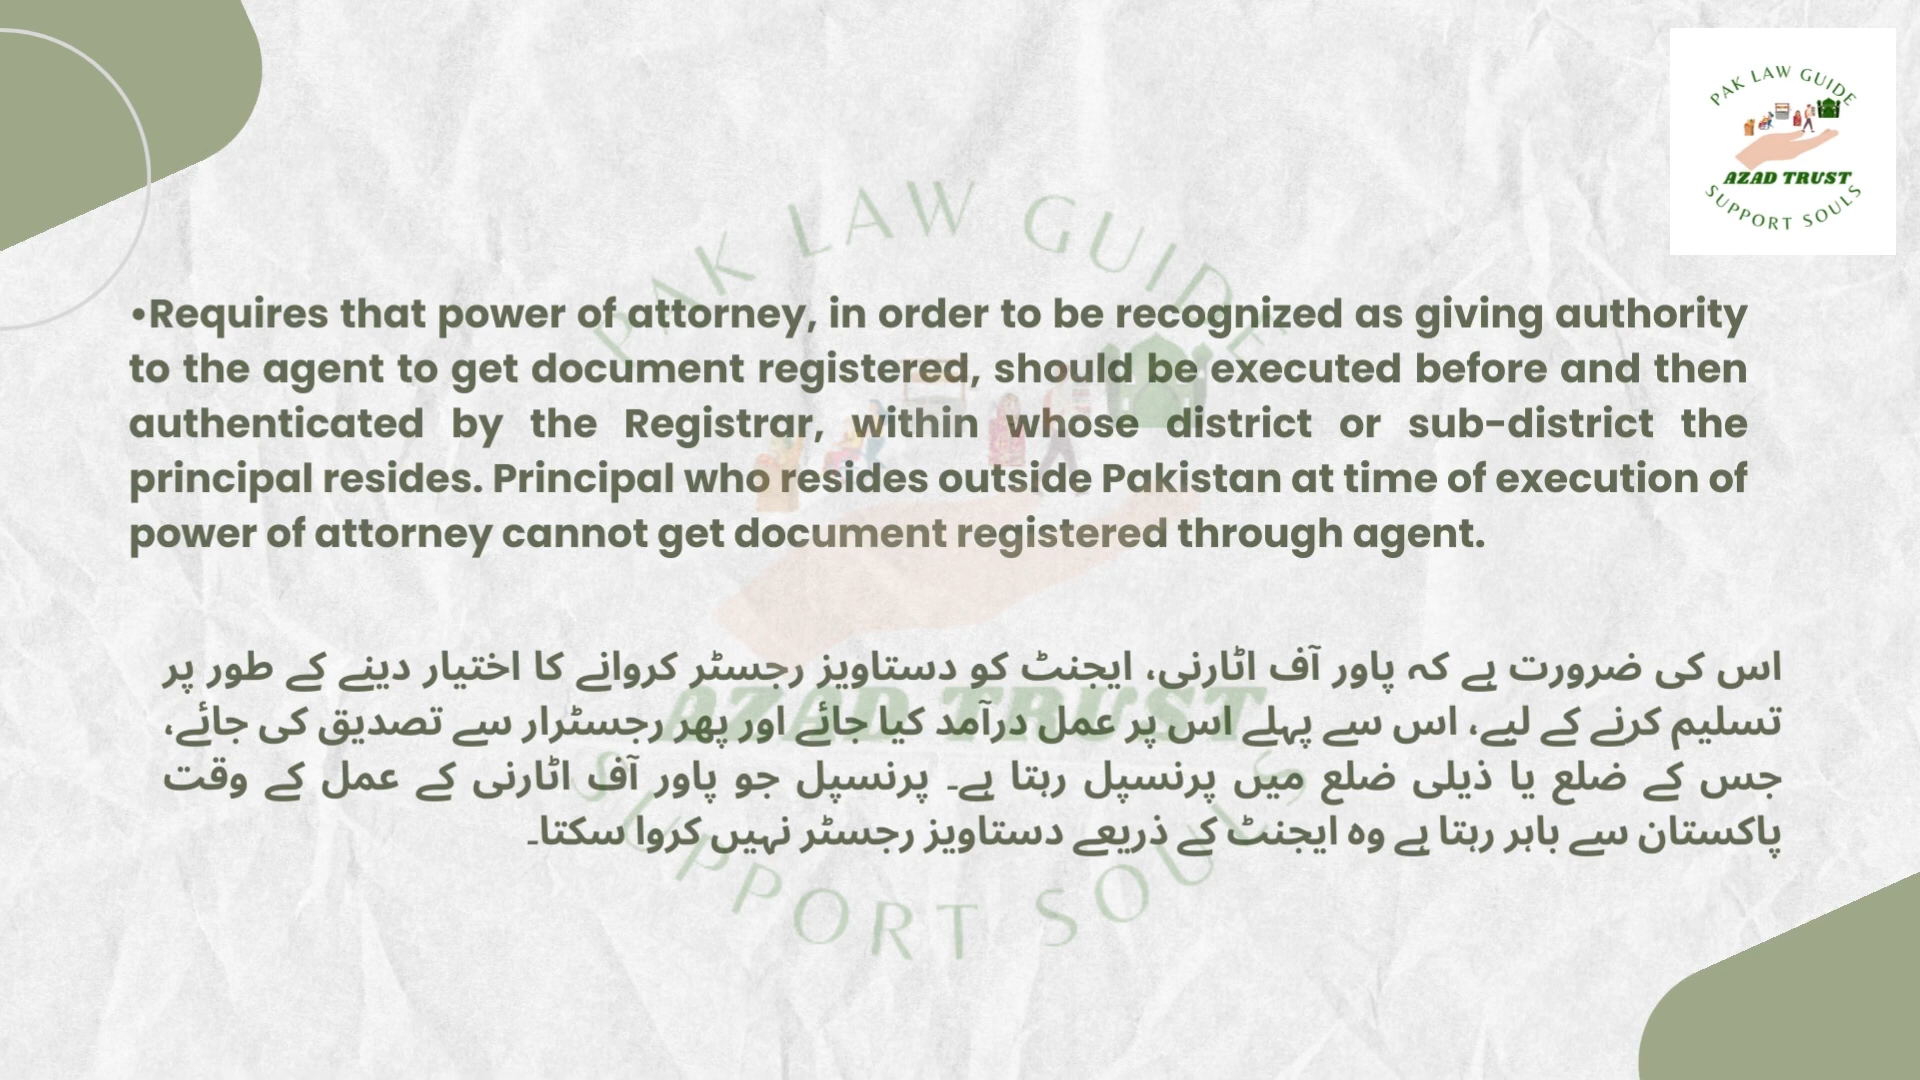 PAK LAW GUIDE
AZAD TRUST
SUPPORT SOULS
PAK LAW GUIDE
•Requires that power of attorney, in order to be recognized as giving authority
to the agent to get document registered, should be executed before and then
authenticated by the Registrar, within whose district or sub-district the
principal resides. Principal who resides outside Pakistan at time of execution of
power of attorney cannot get document registered through agent.
اس کی ضرورت ہے کہ پاور آف اٹارنی، ایجنٹ کو دستاویز رجسٹر کروانے کا اختیار دینے کے طور پر
تسلیم کرنے کے لیے، اس سے پہلے اس پر عمل درآمد کیا جائے اور پھر رجسٹرار سے تصدیق کی جائے،
جس کے ضلع یا ذیلی ضلع میں پرنسپل رہتا ہے۔ پرنسپل جو پاور آف اٹارنی کے عمل کے وقت
پاکستان سے باہر رہتا ہے وہ ایجنٹ کے ذریعے دستاویز رجسٹر نہیں کروا سکتا۔
AZAD TRUST
SUPPORT SOULS